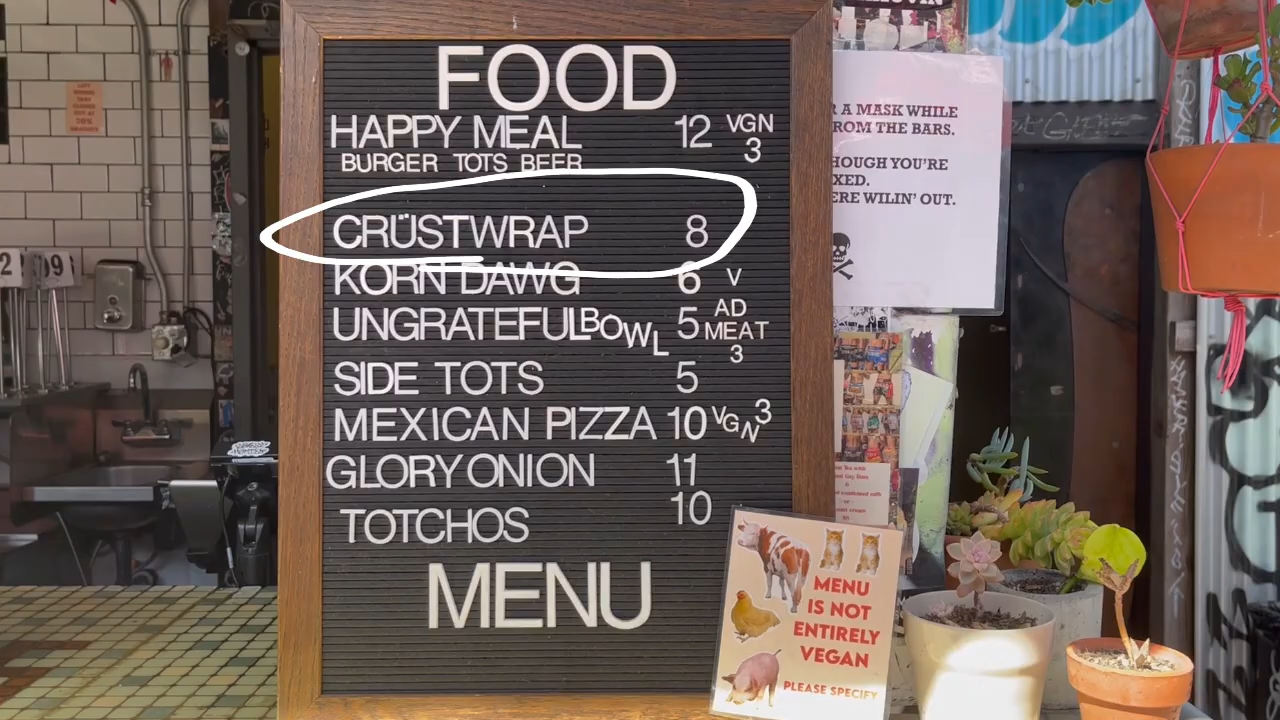 FOOD
HAPPY MEAL 12 VGN 3
BURGER TOTS BEER
CRÜSTWRAP 8
KORN DAWG 6 V
UNGRATEFULBOWL 5 AD MEAT 3
SIDE TOTS 5
MEXICAN PIZZA 10 VGN 3
GLORY ONION 11
TOTCHOS 10
MENU
A MASK WHILE
ROM THE BARS.
HOUGH YOU'RE
XED.
ERE WILIN' OUT.
MENU
IS NOT
ENTIRELY
VEGAN
PLEASE SPECIFY